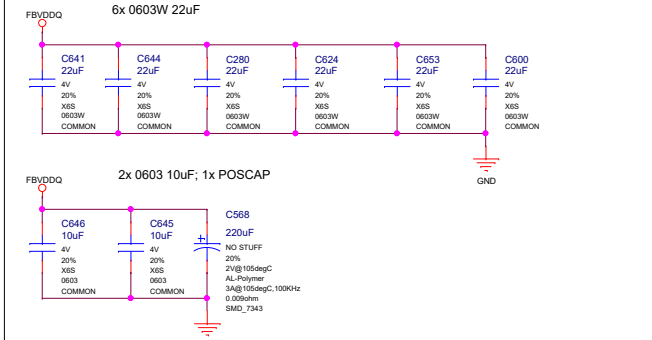 6x 0603W 22uF
FBVDDQ
C641
22uF
4V
20%
X6S
0603W
COMMON
C644
22uF
4V
20%
X6S
0603W
COMMON
C280
22uF
4V
20%
X6S
0603W
COMMON
C624
22uF
4V
20%
X6S
0603W
COMMON
C653
22uF
4V
20%
X6S
0603W
COMMON
C600
22uF
4V
20%
X6S
0603W
COMMON
GND
2x 0603 10uF; 1x POSCAP
FBVDDQ
C646
10uF
4V
20%
X6S
0603
COMMON
C645
10uF
4V
20%
X6S
0603
COMMON
C568
220uF
NO STUFF
20%
2V@105degC
AL-Polymer
3A@105degC,100KHz
0.009ohm
SMD_7343